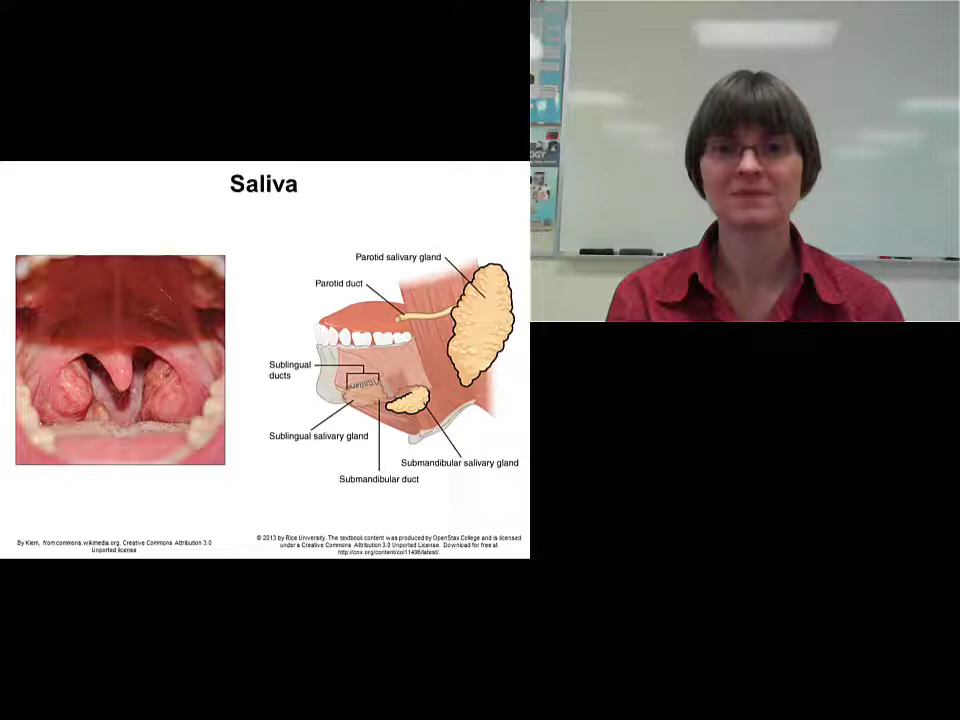 Saliva
Parotid salivary gland
Parotid duct
Sublingual
ducts
Sublingual salivary gland
Submandibular salivary gland
Submandibular duct
By Klem, from commons.wikimedia.org, Creative Commons Attribution 3.0
Unported license
© 2013 by Rice University. The textbook content was produced by OpenStax College and is licensed
under a Creative Commons Attribution 3.0 Unported License. Download for free at
http://cnx.org/content/col11496/latest/.
OGY